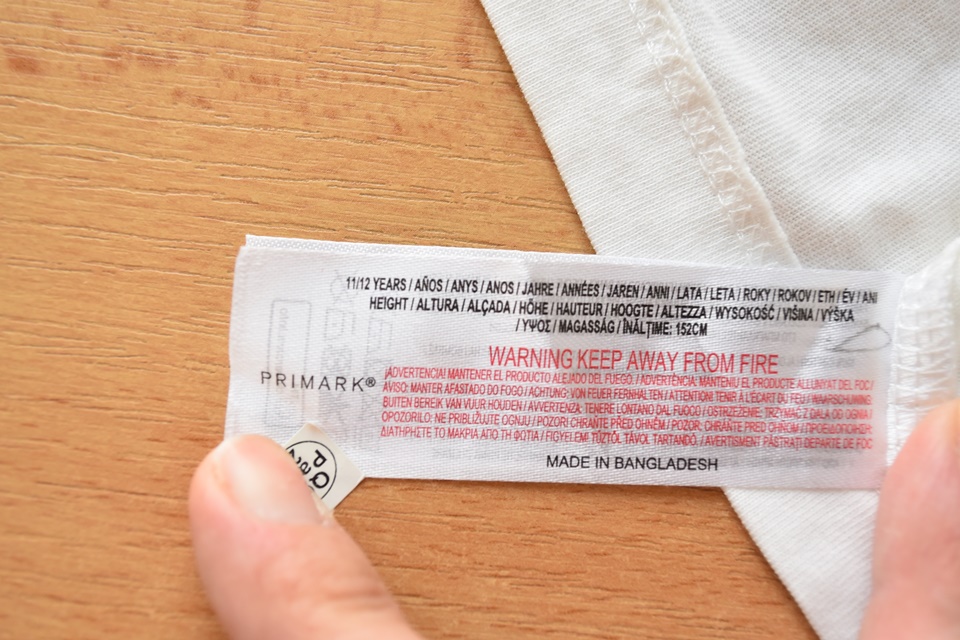 11/12 YEARS / AÑOS / ANYS / ANOS / JAHRE / ANNÉES / JAREN / ANNI / LATA / LETA / ROKY / ROKOV / ETH / ÉV / ANI
HEIGHT / ALTURA / ALÇADA / HÖHE / HAUTEUR / HOOGTE / ALTEZZA / WYSOKOŚĆ / VIŠINA / VÝŠKA
/ ΥΨΟΣ / MAGASSÁG / ÎNĂLŢIME: 152CM
WARNING KEEP AWAY FROM FIRE
¡ADVERTENCIA! MANTENER EL PRODUCTO ALEJADO DEL FUEGO. / ADVERTÈNCIA: MANTENIU EL PRODUCTE ALLUNYAT DEL FOC /
AVISO: MANTER AFASTADO DO FOGO / ACHTUNG: VON FEUER FERNHALTEN / ATTENTION! TENIR À L'ÉCART DU FEU / WAARSCHUWING
BUITEN BEREIK VAN VUUR HOUDEN / AVVERTENZA: TENERE LONTANO DAL FUOCO / OSTRZEŻENIE: TRZYMAĆ Z DALA OD OGNIA /
OPOZORILO: NE PRIBLIŽUJTE OGNJU / POZOR! CHRAŇTE PŘED OHNĚM / POZOR: CHRÁŇTE PRED OHŇOM / ΠΡΟΕΙΔΟΠΟΙΗΣΗ
ΔΙΑΤΗΡΗΣΤΕ ΤΟ ΜΑΚΡΙΑ ΑΠΟ ΤΗ ΦΩΤΙΑ / FIGYELEM! TŰZTŐL TÁVOL TARTANDÓ. / AVERTISMENT PĂSTRAȚI DEPARTE DE FOC
PRIMARK®
MADE IN BANGLADESH